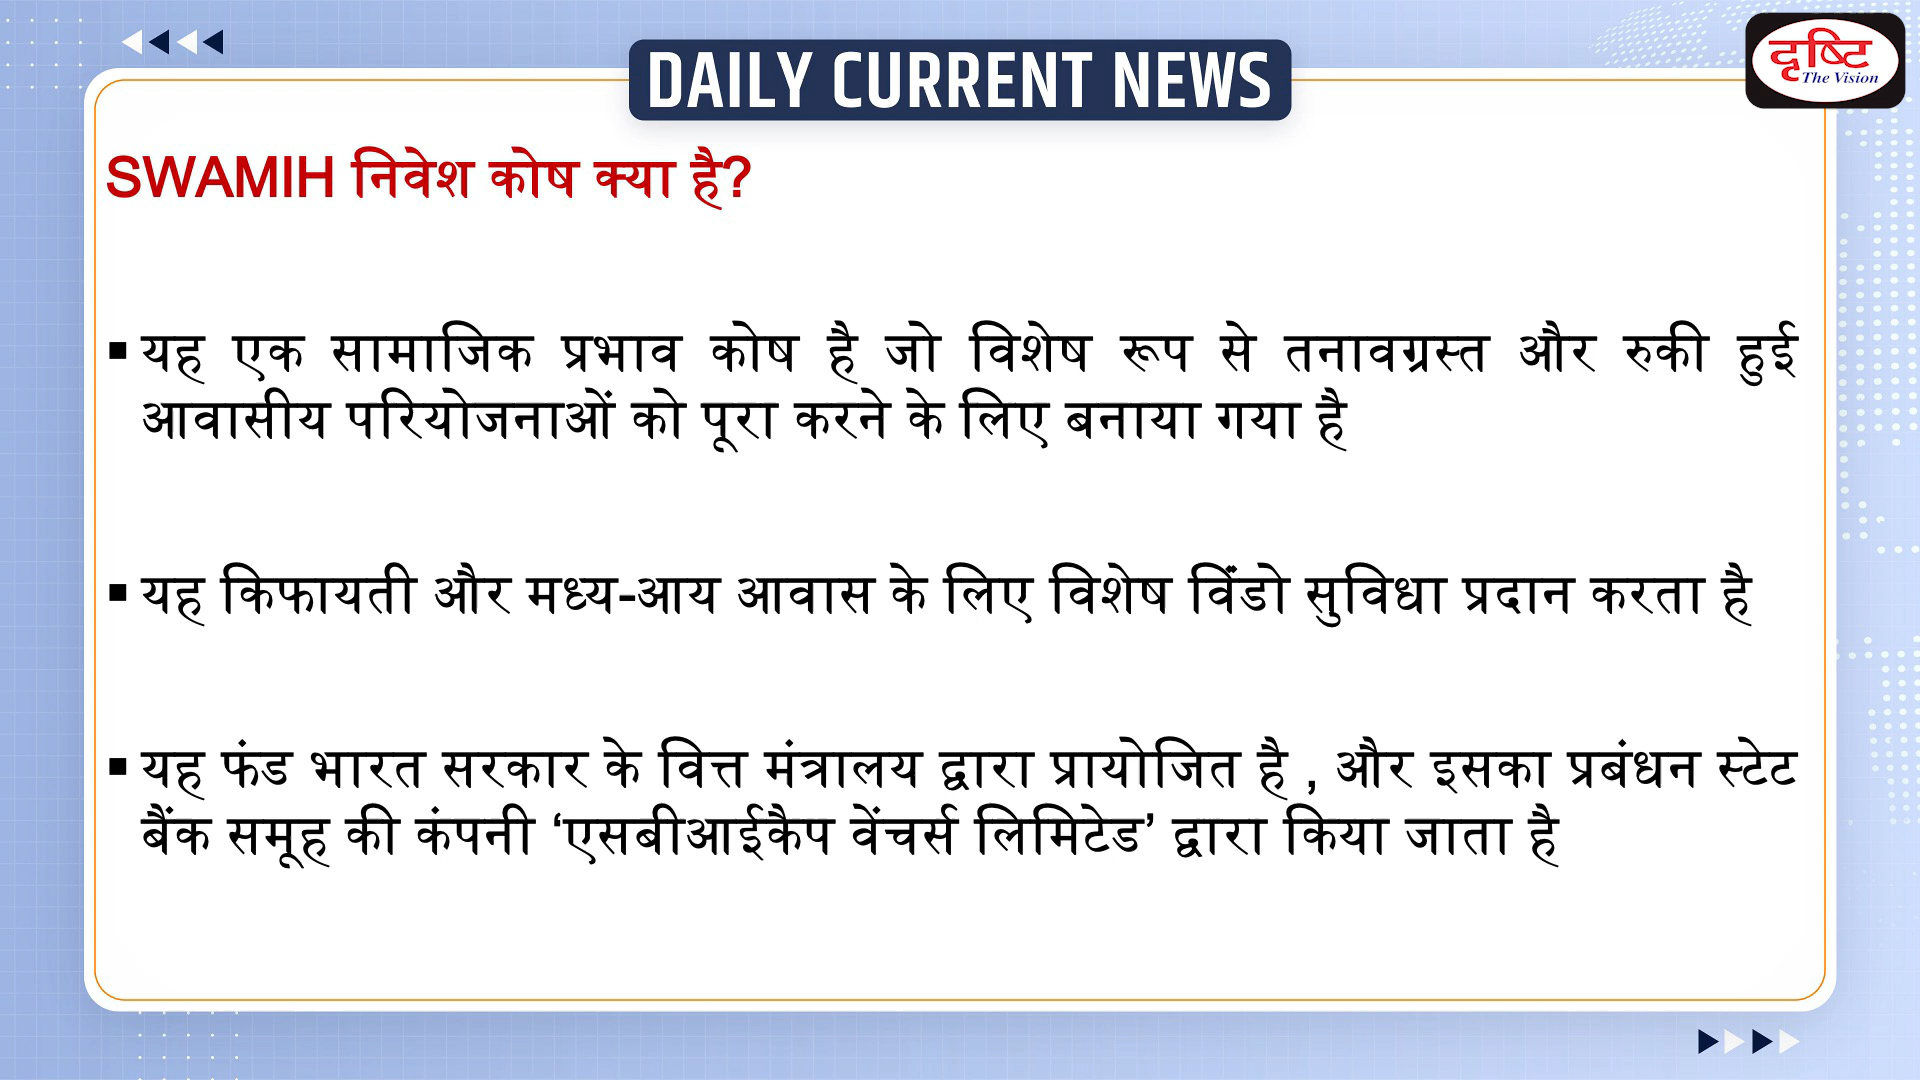 DAILY CURRENT NEWS
दृष्टि
The Vision
SWAMIH निवेश कोष क्या है?
▪ यह एक सामाजिक प्रभाव कोष है जो विशेष रूप से तनावग्रस्त और रुकी हुई
आवासीय परियोजनाओं को पूरा करने के लिए बनाया गया है
▪ यह किफायती और मध्य-आय आवास के लिए विशेष विंडो सुविधा प्रदान करता है
▪ यह फंड भारत सरकार के वित्त मंत्रालय द्वारा प्रायोजित है , और इसका प्रबंधन स्टेट
बैंक समूह की कंपनी ‘एसबीआईकैप वेंचर्स लिमिटेड’ द्वारा किया जाता है